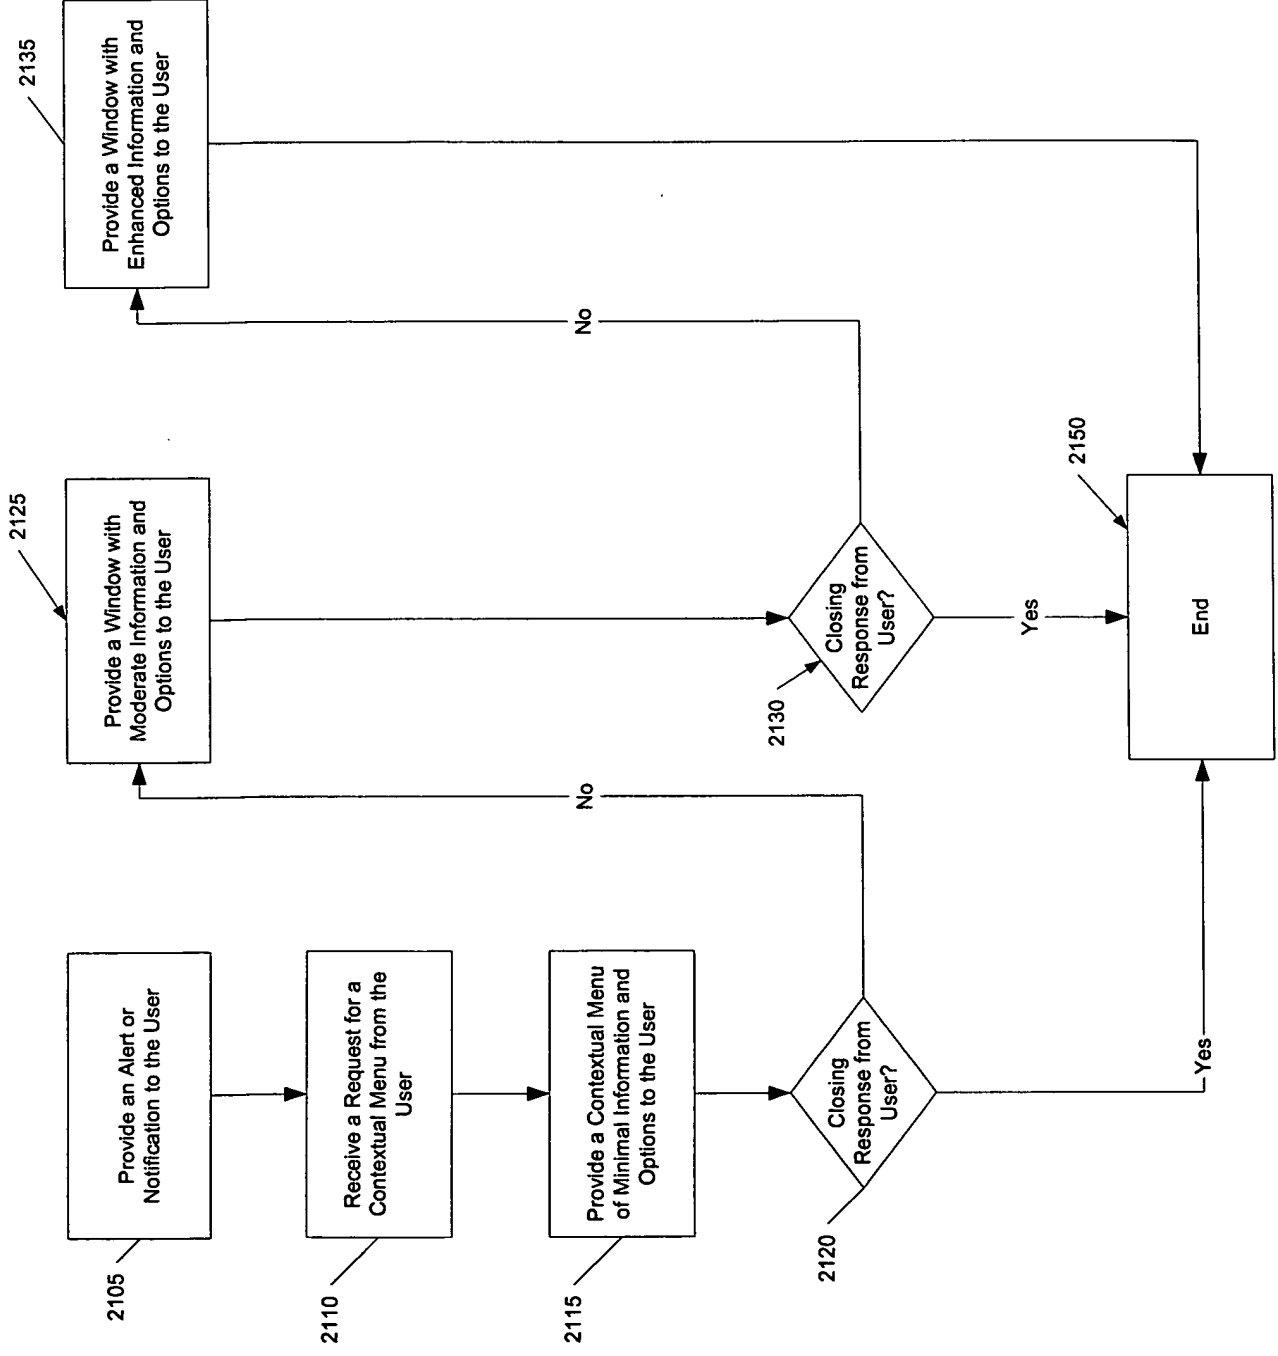 2105
Provide an Alert or
Notification to the User
2110
Receive a Request for a
Contextual Menu from the
User
2115
Provide a Contextual Menu
of Minimal Information and
Options to the User
2120
Closing
Response from
User?
No
Yes
2125
Provide a Window with
Moderate Information and
Options to the User
2130
Closing
Response from
User?
No
Yes
2135
Provide a Window with
Enhanced Information and
Options to the User
2150
End